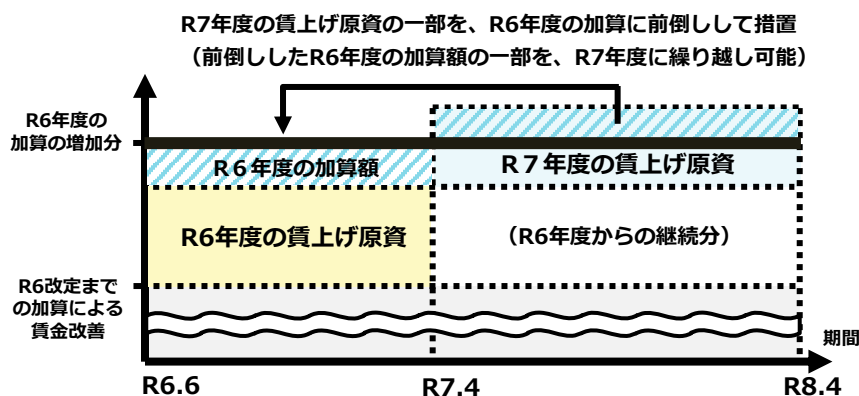 R7年度の賃上げ原資の一部を、R6年度の加算に前倒しして措置
（前倒ししたR6年度の加算額の一部を、R7年度に繰り越し可能）
R6年度の
加算の増加分
R６年度の加算額
R７年度の賃上げ原資
R6年度の賃上げ原資
（R6年度からの継続分）
R6改定まで
の加算による
賃金改善
期間
R6.6
R7.4
R8.4